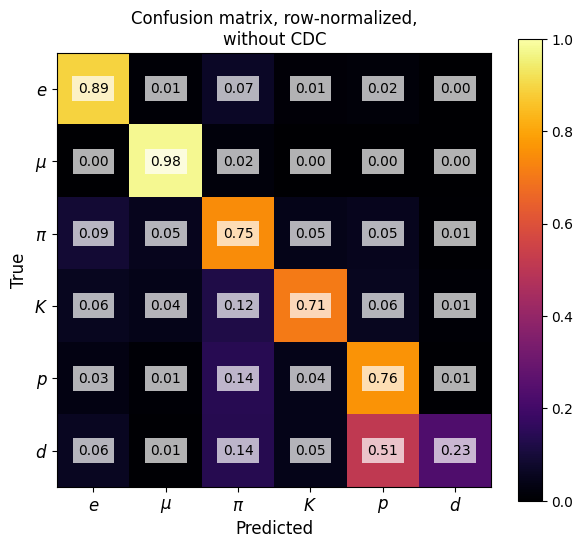 Confusion matrix, row-normalized,
without CDC
e 0.89 0.01 0.07 0.01 0.02 0.00
μ 0.00 0.98 0.02 0.00 0.00 0.00
π 0.09 0.05 0.75 0.05 0.05 0.01
K 0.06 0.04 0.12 0.71 0.06 0.01
p 0.03 0.01 0.14 0.04 0.76 0.01
d 0.06 0.01 0.14 0.05 0.51 0.23
e μ π K p d
Predicted
True
1.0
0.8
0.6
0.4
0.2
0.0